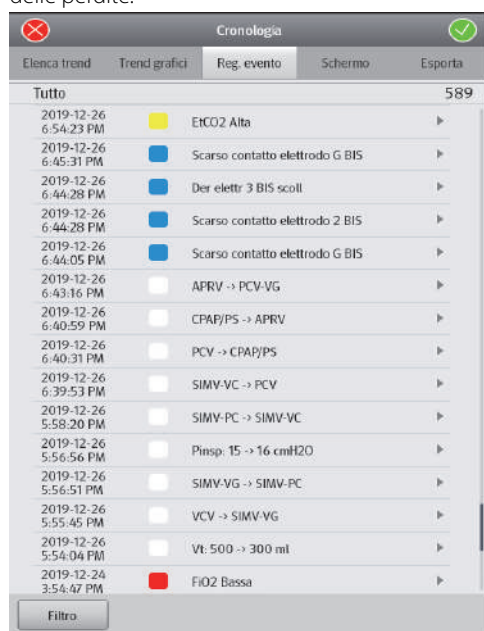 delle perdite.
Cronologia
Elenca trend Trend grafici Reg. evento Schermo Esporta
Tutto 589
2019-12-26
6:54:23 PM EtCO2 Alta
2019-12-26
6:45:31 PM Scarso contatto elettrodo G BIS
2019-12-26
6:44:28 PM Der elettr 3 BIS scoll
2019-12-26
6:44:28 PM Scarso contatto elettrodo 2 BIS
2019-12-26
6:44:05 PM Scarso contatto elettrodo G BIS
2019-12-26
6:43:16 PM APRV -> PCV-VG
2019-12-26
6:40:59 PM CPAP/PS -> APRV
2019-12-26
6:40:31 PM PCV -> CPAP/PS
2019-12-26
6:39:53 PM SIMV-VC -> PCV
2019-12-26
5:58:20 PM SIMV-PC -> SIMV-VC
2019-12-26
5:56:56 PM Pinsp: 15 -> 16 cmH2O
2019-12-26
5:56:51 PM SIMV-VG -> SIMV-PC
2019-12-26
5:55:45 PM VCV -> SIMV-VG
2019-12-26
5:54:04 PM Vt: 500 -> 300 ml
2019-12-24
3:54:47 PM FiO2 Bassa
Filtro